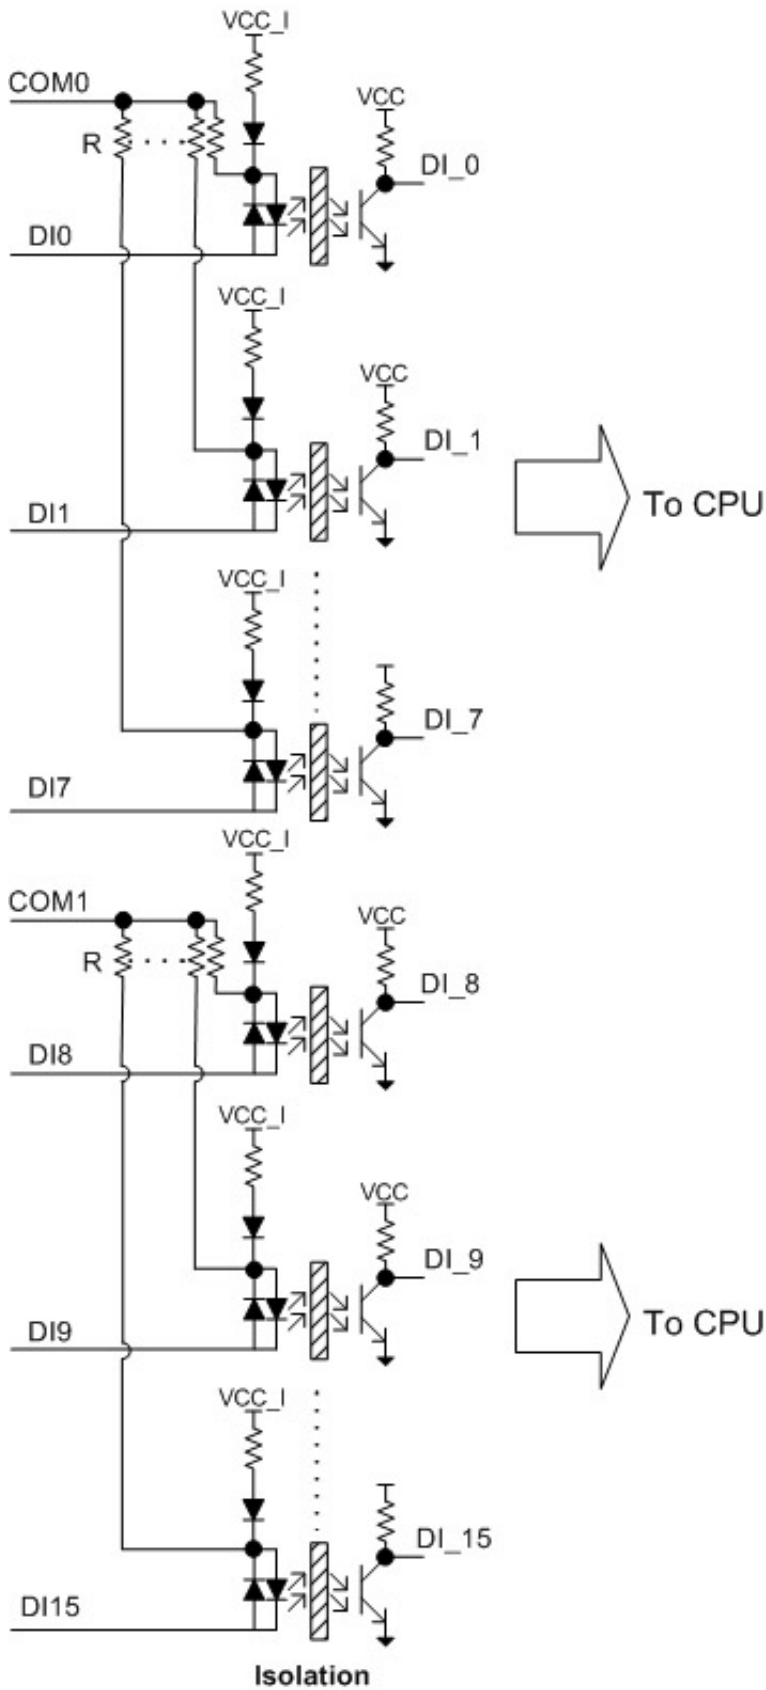 VCC_I
COM0
VCC
R
DI_0
DI0
VCC_I
VCC
DI_1
DI1
To CPU
VCC_I
DI_7
DI7
VCC_I
COM1
VCC
R
DI_8
DI8
VCC_I
VCC
DI_9
DI9
To CPU
VCC_I
DI_15
DI15
Isolation